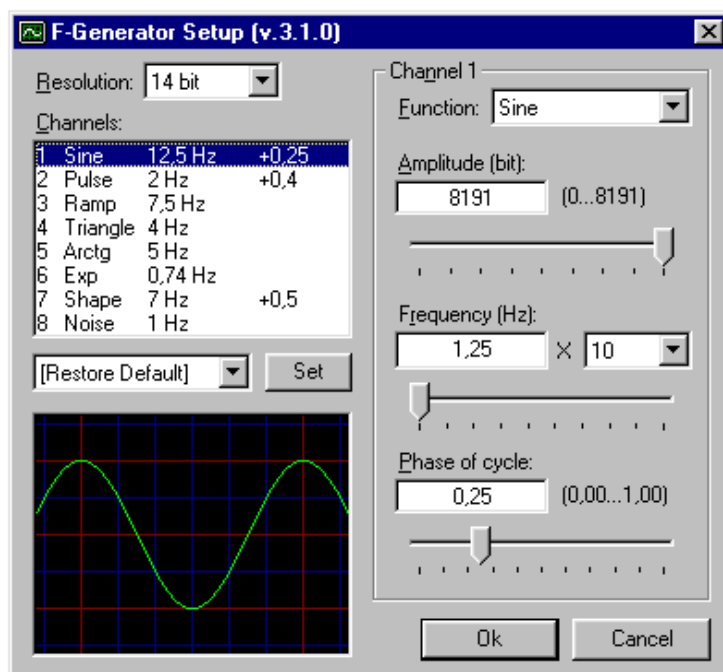 F-Generator Setup (v.3.1.0)
Resolution: 14 bit
Channels:
1 Sine 12,5 Hz +0,25
2 Pulse 2 Hz +0,4
3 Ramp 7,5 Hz
4 Triangle 4 Hz
5 Arctg 5 Hz
6 Exp 0,74 Hz
7 Shape 7 Hz +0,5
8 Noise 1 Hz
[Restore Default] Set
Channel 1
Function: Sine
Amplitude (bit):
8191 (0...8191)
Frequency (Hz):
1,25 X 10
Phase of cycle:
0,25 (0,00...1,00)
Ok Cancel